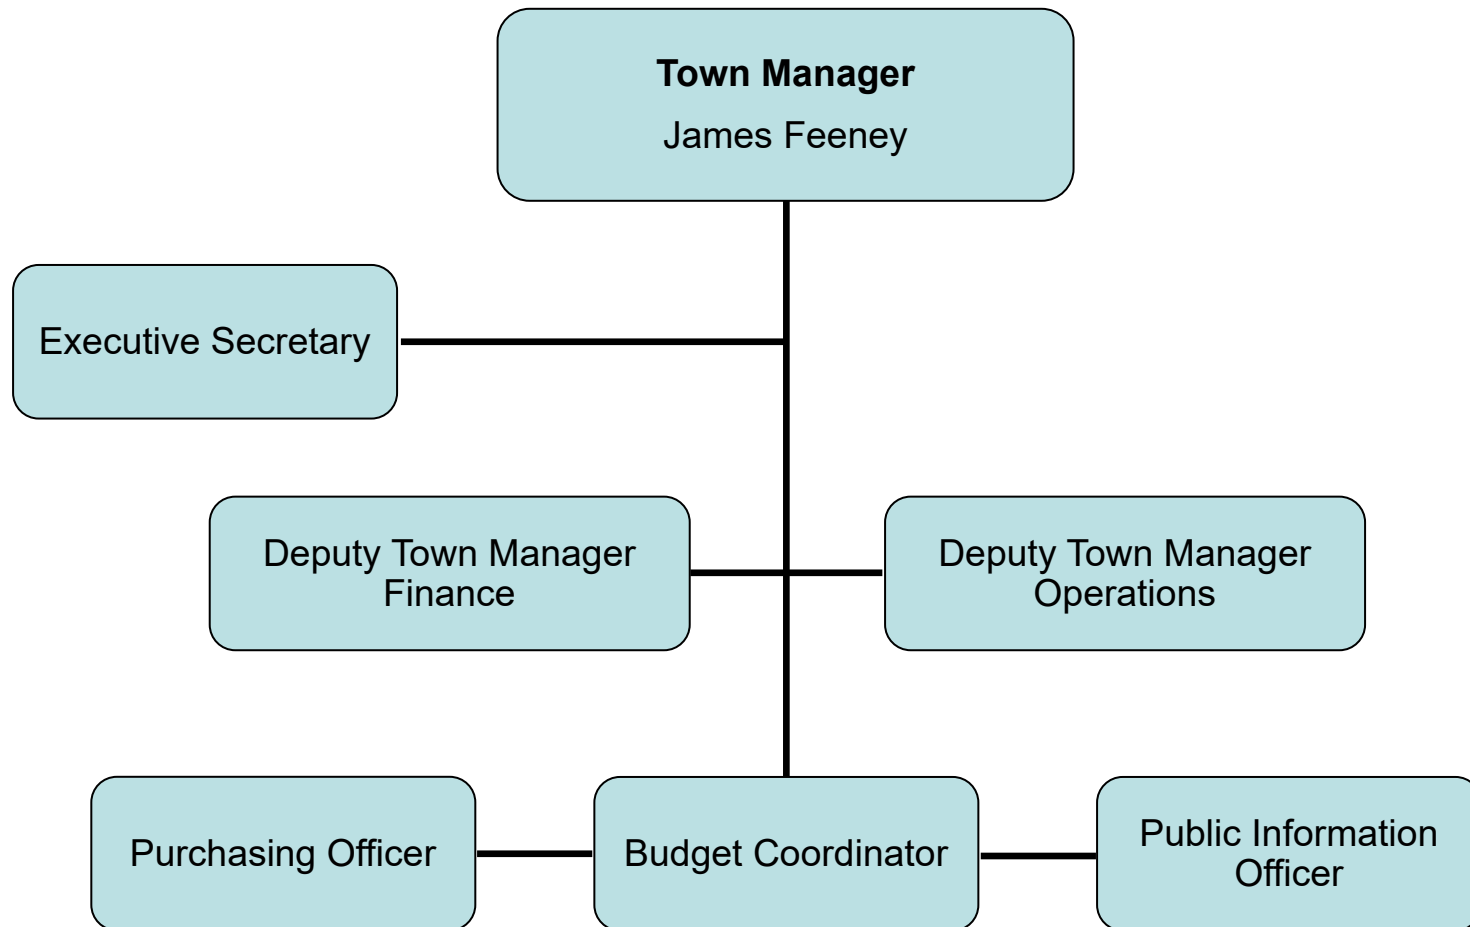 Town Manager
James Feeney
Executive Secretary
Deputy Town Manager
Finance
Deputy Town Manager
Operations
Purchasing Officer
Budget Coordinator
Public Information
Officer